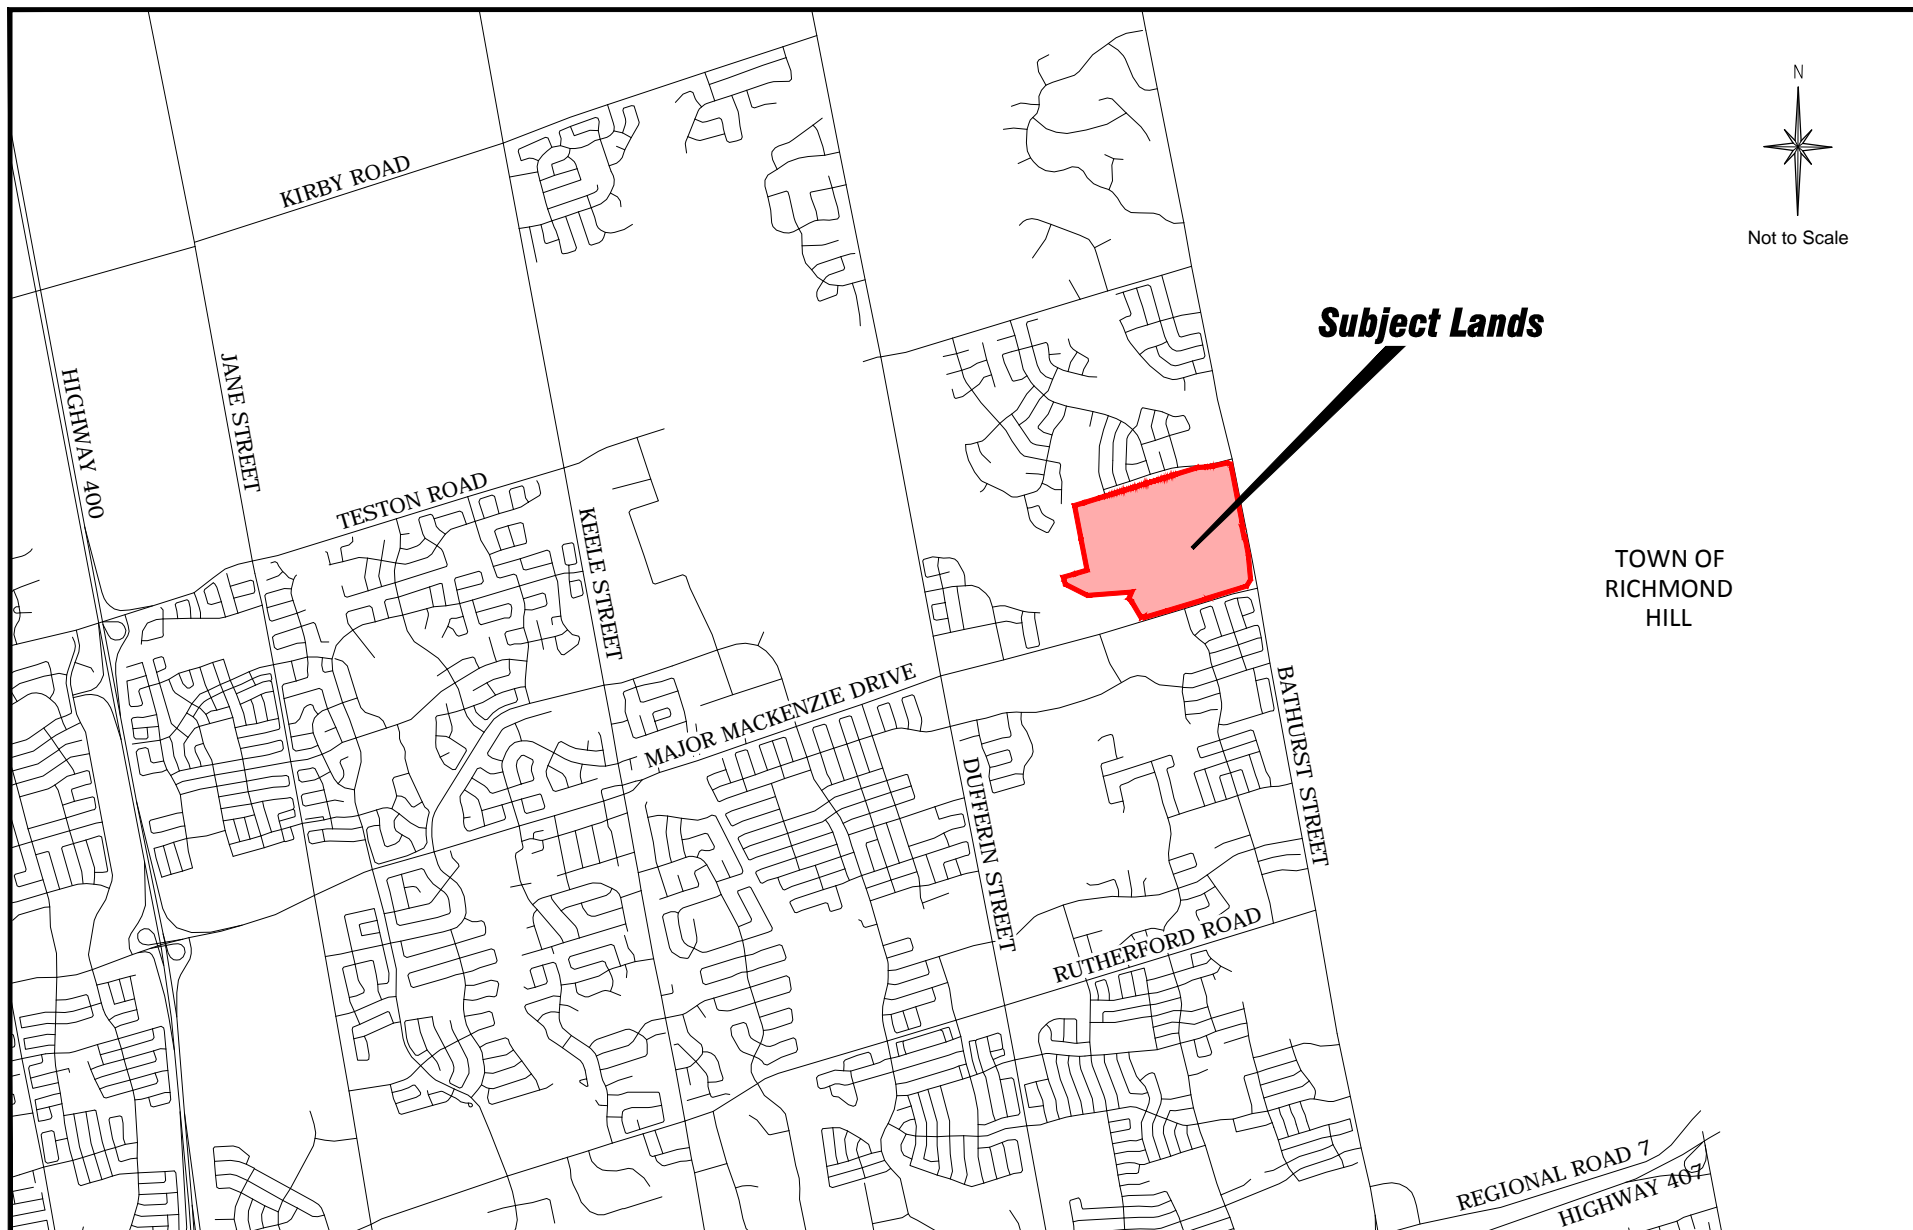 N
Not to Scale
KIRBY ROAD
Subject Lands
HIGHWAY 400
JANE STREET
TESTON ROAD
KEELE STREET
TOWN OF
RICHMOND
HILL
MAJOR MACKENZIE DRIVE
BATHURST STREET
DUFFERIN STREET
RUTHERFORD ROAD
REGIONAL ROAD 7
HIGHWAY 407